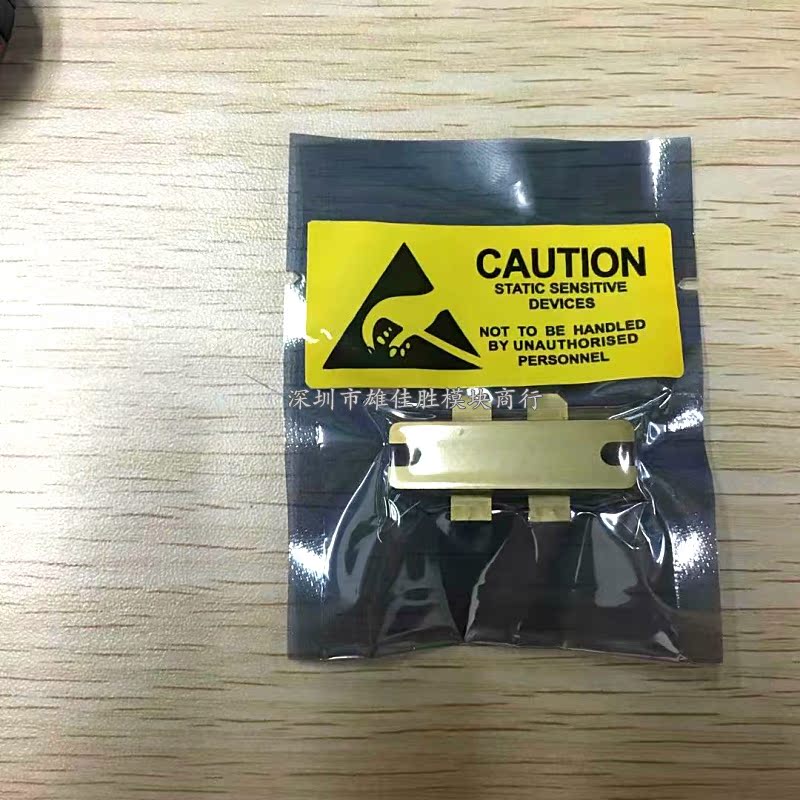 CAUTION
STATIC SENSITIVE
DEVICES
NOT TO BE HANDLED
BY UNAUTHORISED
PERSONNEL
深圳市雄佳胜模块商行